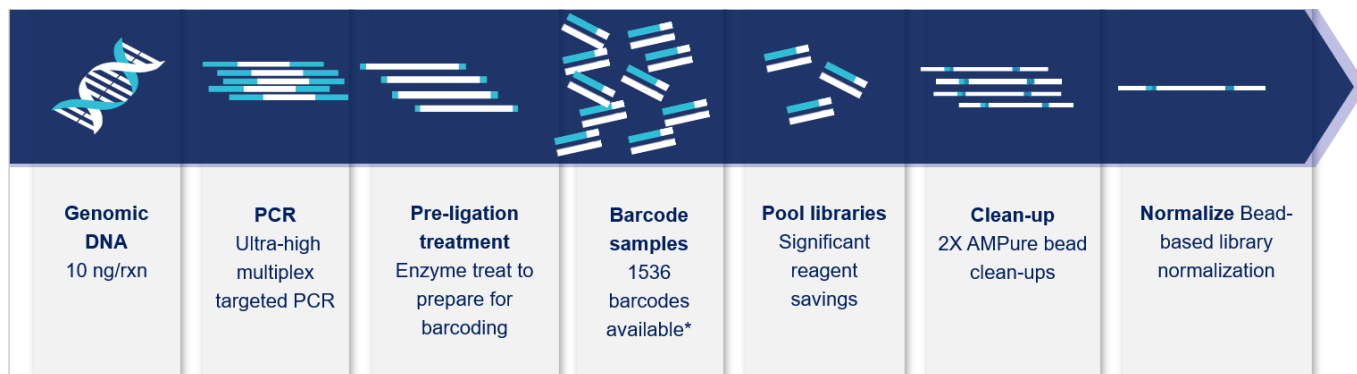 Genomic
DNA
10 ng/rxn
PCR
Ultra-high
multiplex
targeted PCR
Pre-ligation
treatment
Enzyme treat to
prepare for
barcoding
Barcode
samples
1536
barcodes
available*
Pool libraries
Significant
reagent
savings
Clean-up
2X AMPure bead
clean-ups
Normalize Bead-
based library
normalization